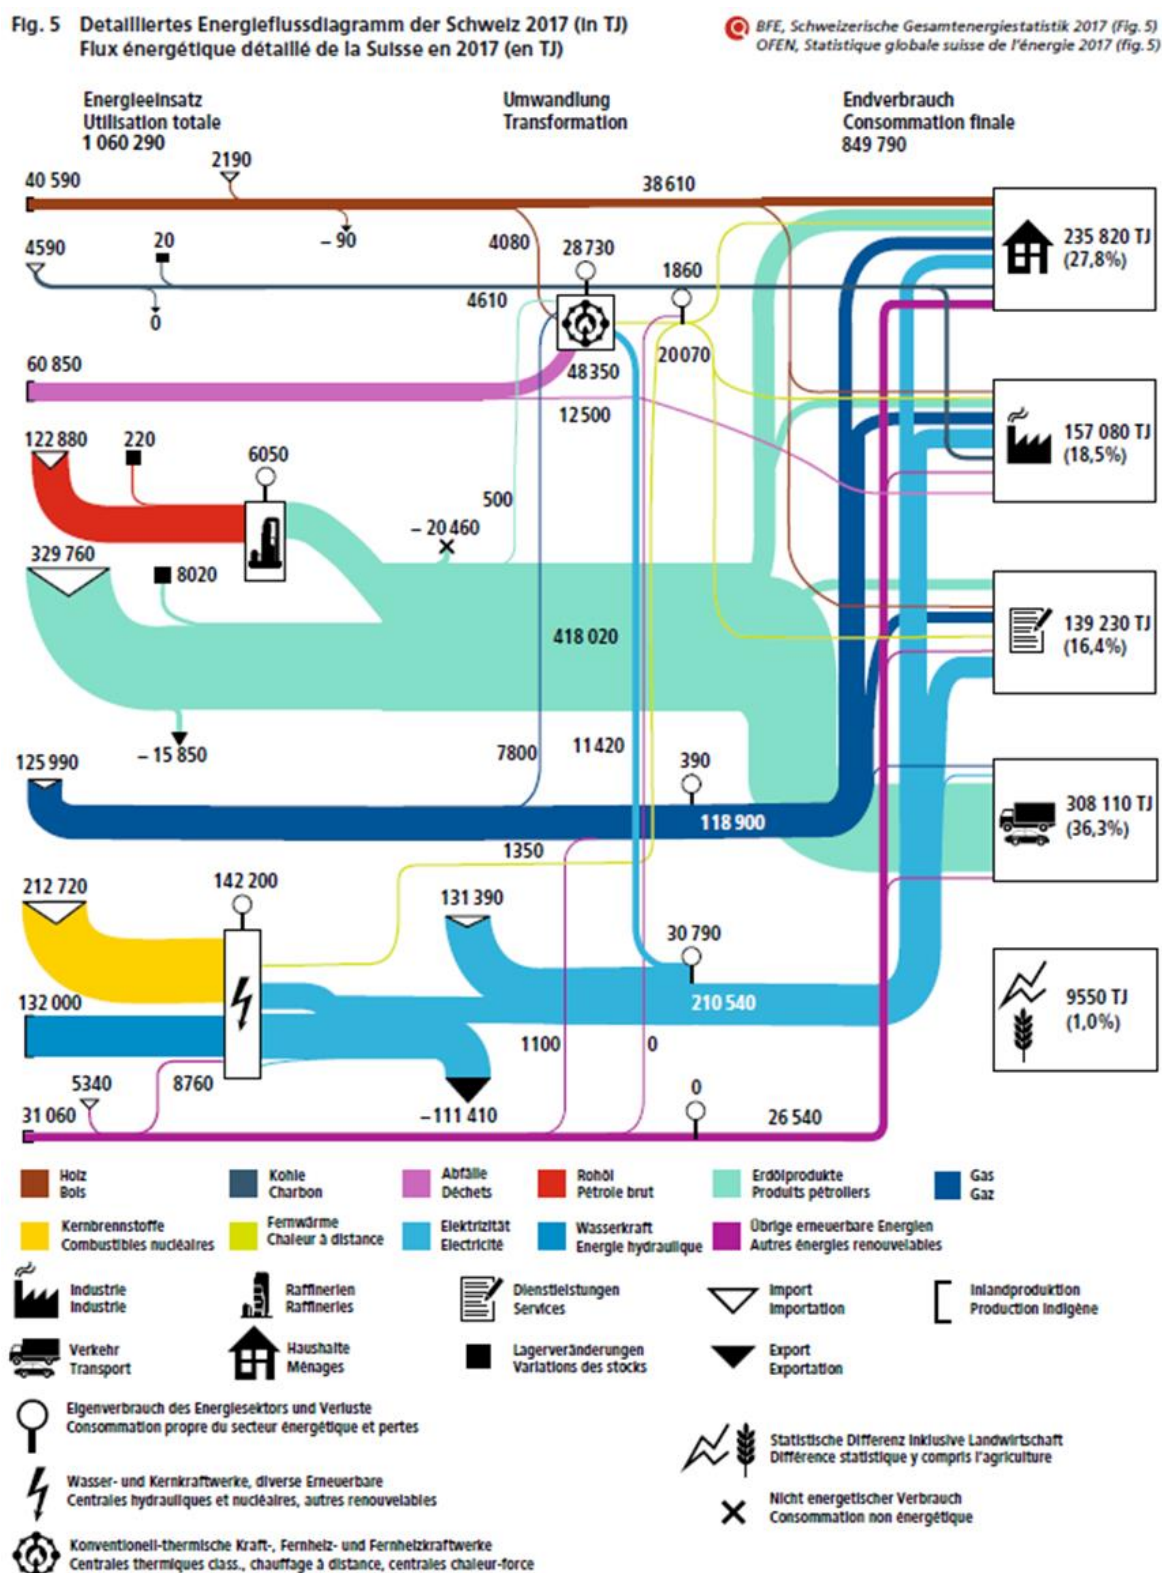 Fig. 5 Detailliertes Energieflussdiagramm der Schweiz 2017 (in TJ)
Flux énergétique détaillé de la Suisse en 2017 (en TJ)
BFE, Schweizerische Gesamtenergiestatistik 2017 (Fig. 5)
OFEN, Statistique globale suisse de l'énergie 2017 (fig. 5)
Energieeinsatz
Utilisation totale
1 060 290
Umwandlung
Transformation
Endverbrauch
Consommation finale
849 790
2190
40 590
38 610
– 90
4080
4590
20
28 730
1860
235 820 TJ
(27,8%)
0
4610
60 850
48 350
20 070
12 500
157 080 TJ
(18,5%)
122 880
220
6050
500
– 20 460
329 760
8020
418 020
139 230 TJ
(16,4%)
– 15 850
125 990
7800
11 420
390
118 900
308 110 TJ
(36,3%)
1350
212 720
142 200
131 390
30 790
132 000
210 540
9550 TJ
(1,0%)
1100
0
5340
8760
0
31 060
–111 410
26 540
Holz
Bois
Kohle
Charbon
Abfälle
Déchets
Rohöl
Pétrole brut
Erdölprodukte
Produits pétroliers
Gas
Gaz
Kernbrennstoffe
Combustibles nucléaires
Fernwärme
Chaleur à distance
Elektrizität
Electricité
Wasserkraft
Energie hydraulique
Übrige erneuerbare Energien
Autres énergies renouvelables
Industrie
Industrie
Raffinerien
Raffineries
Dienstleistungen
Services
Import
Importation
Inlandproduktion
Production indigène
Verkehr
Transport
Haushalte
Ménages
Lagerveränderungen
Variations des stocks
Export
Exportation
Eigenverbrauch des Energiesektors und Verluste
Consommation propre du secteur énergétique et pertes
Statistische Differenz inklusive Landwirtschaft
Différence statistique y compris l'agriculture
Wasser- und Kernkraftwerke, diverse Erneuerbare
Centrales hydrauliques et nucléaires, autres renouvelables
Nicht energetischer Verbrauch
Consommation non énergétique
Konventionell-thermische Kraft-, Fernheiz- und Fernheizkraftwerke
Centrales thermiques class., chauffage à distance, centrales chaleur-force